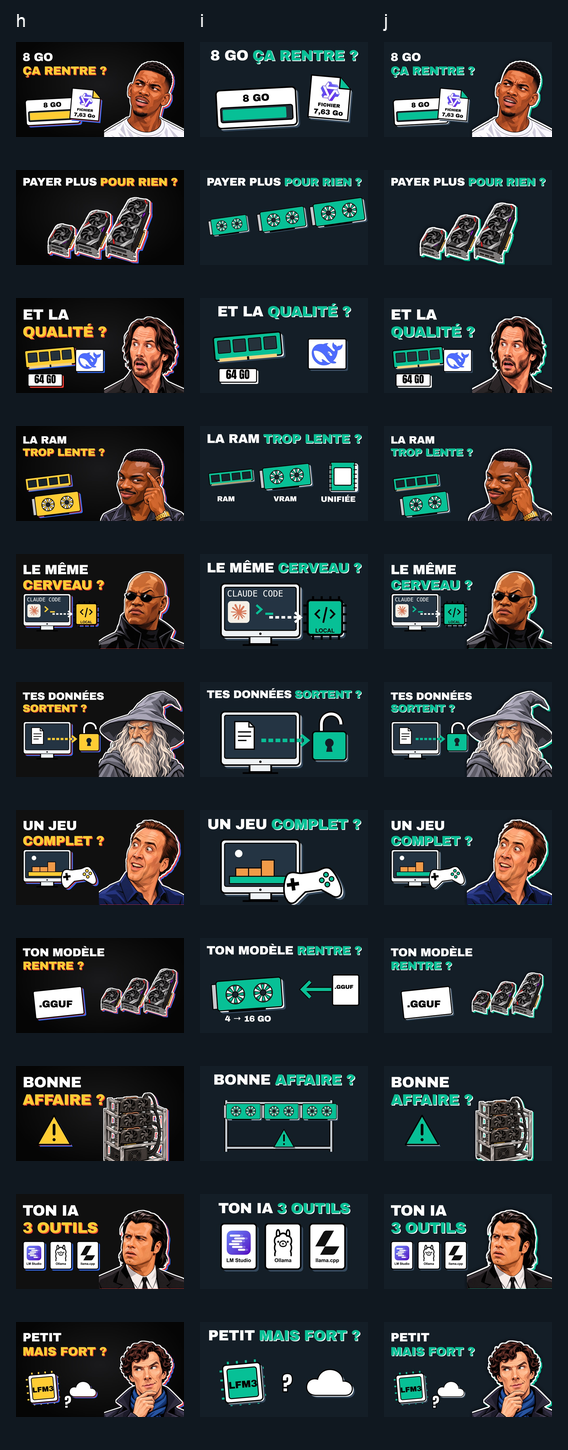 h
i
j
8 GO
ÇA RENTRE ?
8 GO
FICHIER
7,63 Go
8 GO ÇA RENTRE ?
8 GO
FICHIER
7,63 Go
8 GO
ÇA RENTRE ?
8 GO
FICHIER
7,63 Go
PAYER PLUS POUR RIEN ?
PAYER PLUS POUR RIEN ?
PAYER PLUS POUR RIEN ?
ET LA
QUALITÉ ?
64 GO
ET LA QUALITÉ ?
64 GO
ET LA
QUALITÉ ?
64 GO
LA RAM
TROP LENTE ?
LA RAM TROP LENTE ?
RAM
VRAM
UNIFIÉE
LA RAM
TROP LENTE ?
LE MÊME
CERVEAU ?
CLAUDE CODE
</>
LOCAL
LE MÊME CERVEAU ?
CLAUDE CODE
</>
LOCAL
LE MÊME
CERVEAU ?
CLAUDE CODE
</>
LOCAL
TES DONNÉES
SORTENT ?
TES DONNÉES SORTENT ?
TES DONNÉES
SORTENT ?
UN JEU
COMPLET ?
UN JEU COMPLET ?
UN JEU
COMPLET ?
TON MODÈLE
RENTRE ?
.GGUF
TON MODÈLE RENTRE ?
.GGUF
4 → 16 GO
TON MODÈLE
RENTRE ?
.GGUF
BONNE
AFFAIRE ?
BONNE AFFAIRE ?
BONNE
AFFAIRE ?
TON IA
3 OUTILS
LM Studio
Ollama
llama.cpp
TON IA 3 OUTILS
LM Studio
Ollama
llama.cpp
TON IA
3 OUTILS
LM Studio
Ollama
llama.cpp
PETIT
MAIS FORT ?
LFM3
?
PETIT MAIS FORT ?
LFM3
?
PETIT
MAIS FORT ?
LFM3
?